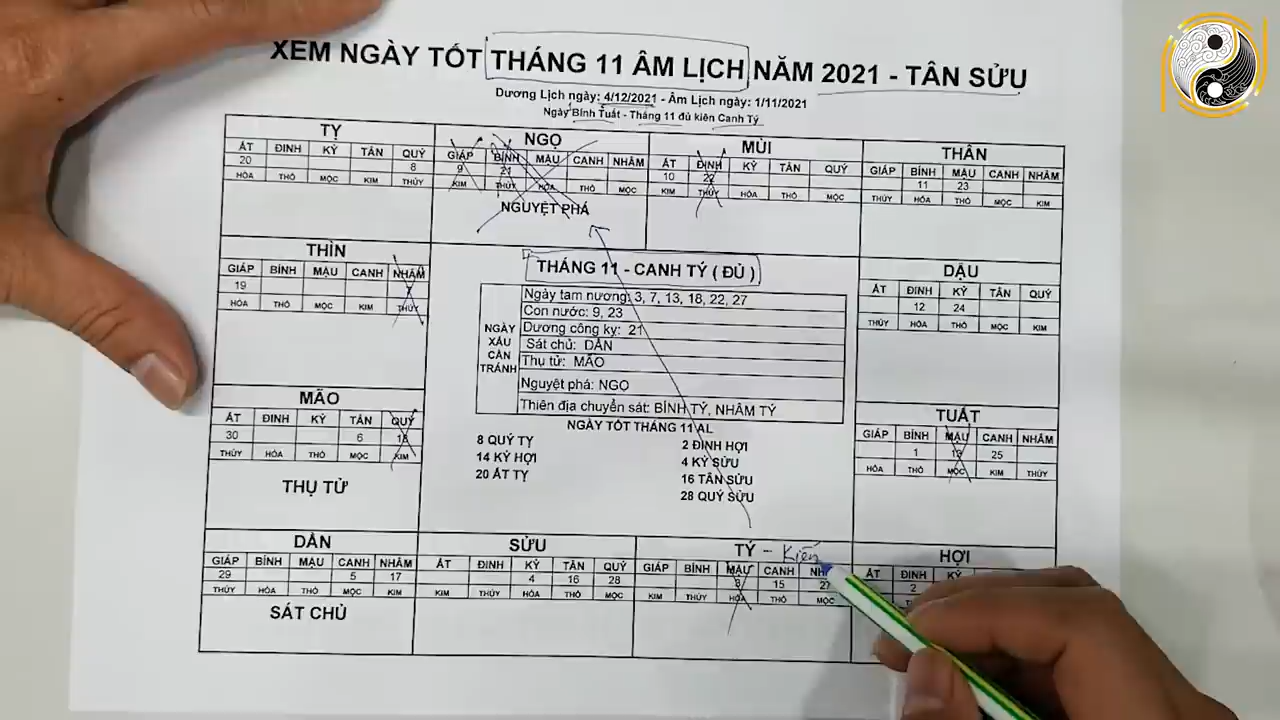 XEM NGÀY TỐT THÁNG 11 ÂM LỊCH NĂM 2021 - TÂN SỬU
Dương Lịch ngày: 4/12/2021 - Âm Lịch ngày: 1/11/2021
Ngày Bính Tuất - Tháng 11 đủ kiên Canh Tý
TỴ
ẤT ĐINH KỶ TÂN QUÝ
20 8
HỎA THỔ MỘC KIM THỦY
NGỌ
GIÁP BÍNH MẬU CANH NHÂM
9 21
KIM THỦY HỎA THỔ MỘC
NGUYỆT PHÁ
MÙI
ẤT ĐINH KỶ TÂN QUÝ
10 22
KIM THỦY HỎA THỔ MỘC
THÂN
GIÁP BÍNH MẬU CANH NHÂM
11 23
THỦY HỎA THỔ MỘC KIM
THÌN
GIÁP BÍNH MẬU CANH NHÂM
19 7
HỎA THỔ MỘC KIM THỦY
THÁNG 11 - CANH TÝ ( ĐỦ )
NGÀY XẤU CẦN TRÁNH
Ngày tam nương: 3, 7, 13, 18, 22, 27
Con nước: 9, 23
Dương công kỵ: 21
Sát chủ: DẦN
Thụ tử: MÃO
Nguyệt phá: NGỌ
Thiên địa chuyển sát: BÍNH TÝ, NHÂM TÝ
NGÀY TỐT THÁNG 11 AL
8 QUÝ TỴ 2 ĐINH HỢI
14 KỶ HỢI 4 KỶ SỬU
20 ẤT TỴ 16 TÂN SỬU
28 QUÝ SỬU
DẬU
ẤT ĐINH KỶ TÂN QUÝ
12 24
THỦY HỎA THỔ MỘC KIM
MÃO
ẤT ĐINH KỶ TÂN QUÝ
30 6 18
THỦY HỎA THỔ MỘC KIM
THỤ TỬ
TUẤT
GIÁP BÍNH MẬU CANH NHÂM
1 13 25
HỎA THỔ MỘC KIM THỦY
DẦN
GIÁP BÍNH MẬU CANH NHÂM
29 5 17
THỦY HỎA THỔ MỘC KIM
SÁT CHỦ
SỬU
ẤT ĐINH KỶ TÂN QUÝ
4 16 28
KIM THỦY HỎA THỔ MỘC
TÝ - Kiến
GIÁP BÍNH MẬU CANH
3 15 27
KIM THỦY HỎA THỔ MỘC
HỢI
ẤT ĐINH KỶ
2